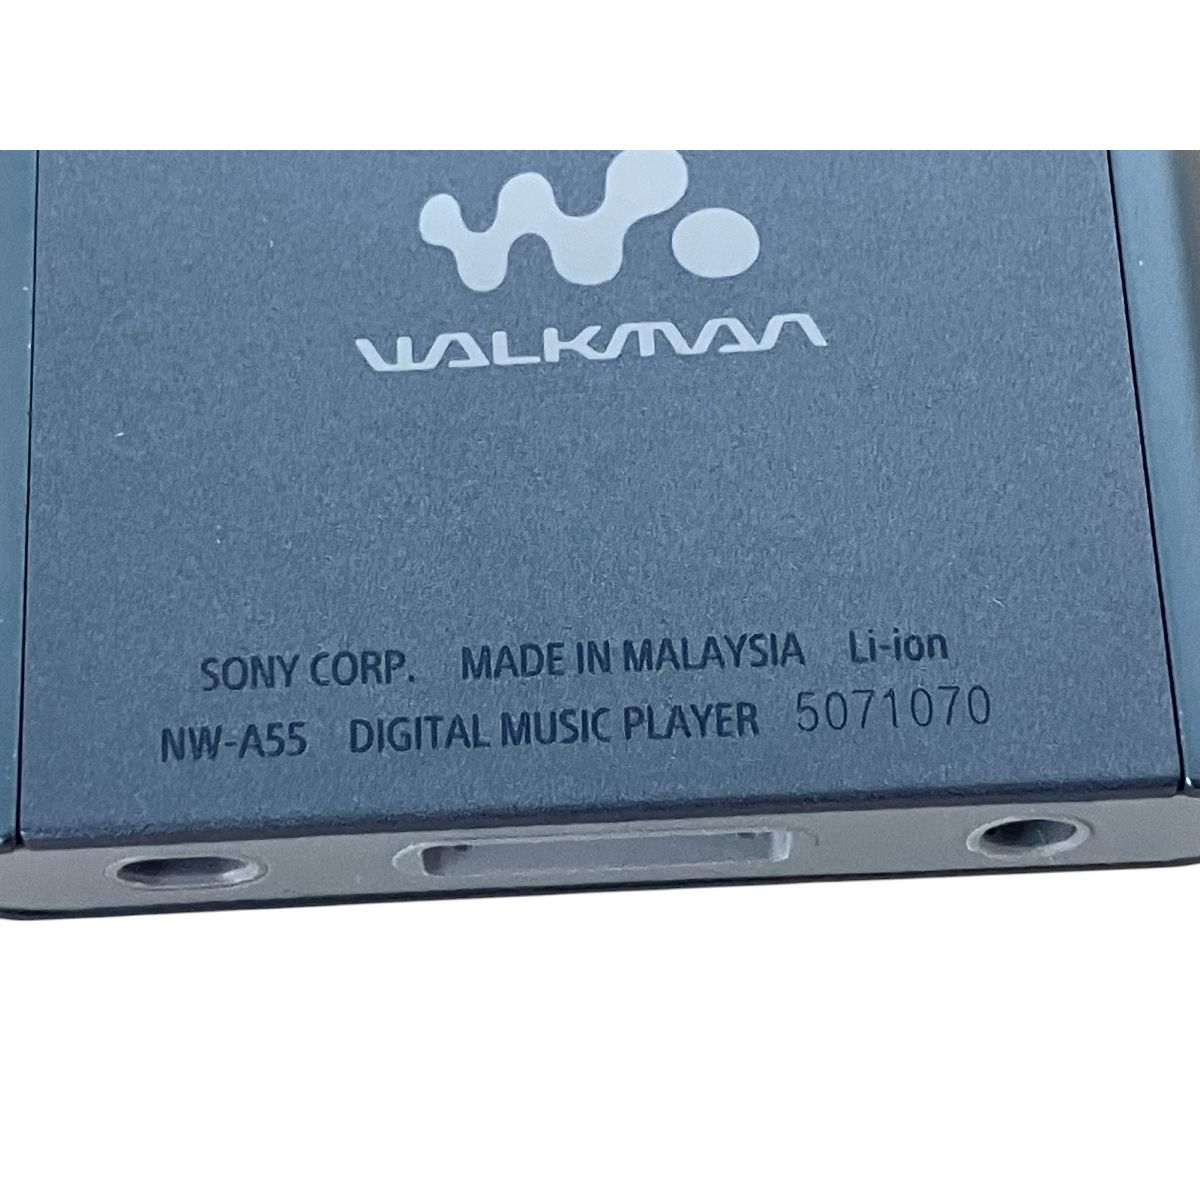 WALKMAN
SONY CORP. MADE IN MALAYSIA Li-ion
NW-A55 DIGITAL MUSIC PLAYER 5071070